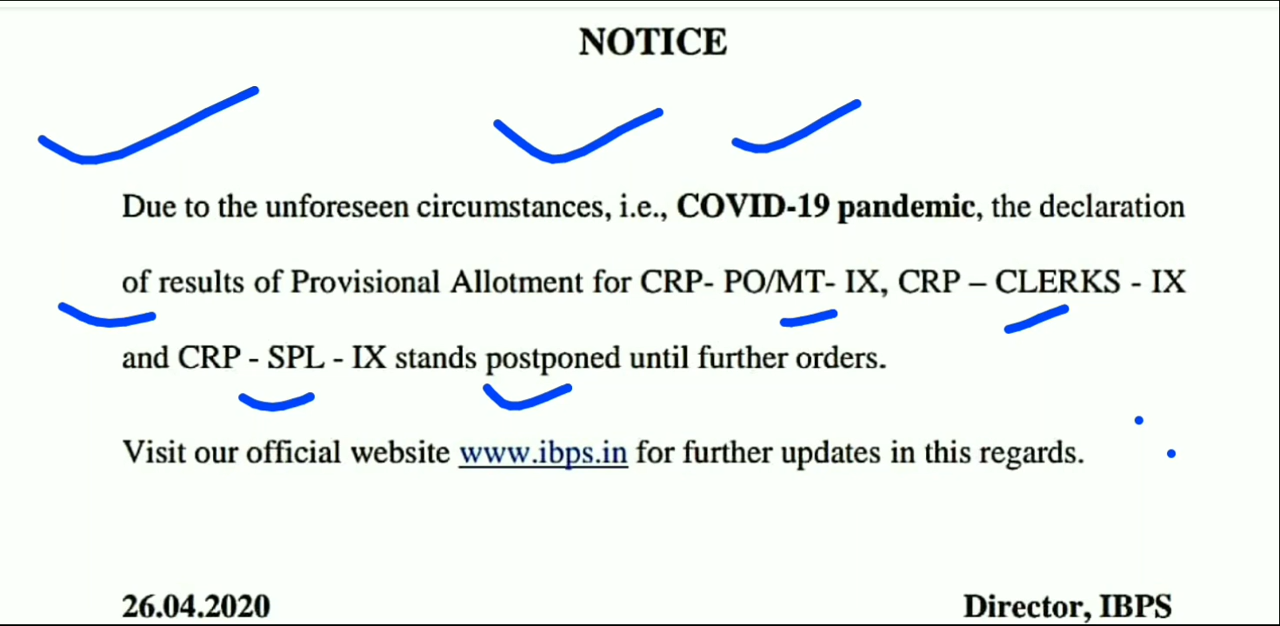 NOTICE
Due to the unforeseen circumstances, i.e., COVID-19 pandemic, the declaration
of results of Provisional Allotment for CRP- PO/MT- IX, CRP – CLERKS - IX
and CRP - SPL - IX stands postponed until further orders.
Visit our official website www.ibps.in for further updates in this regards.
26.04.2020 Director, IBPS